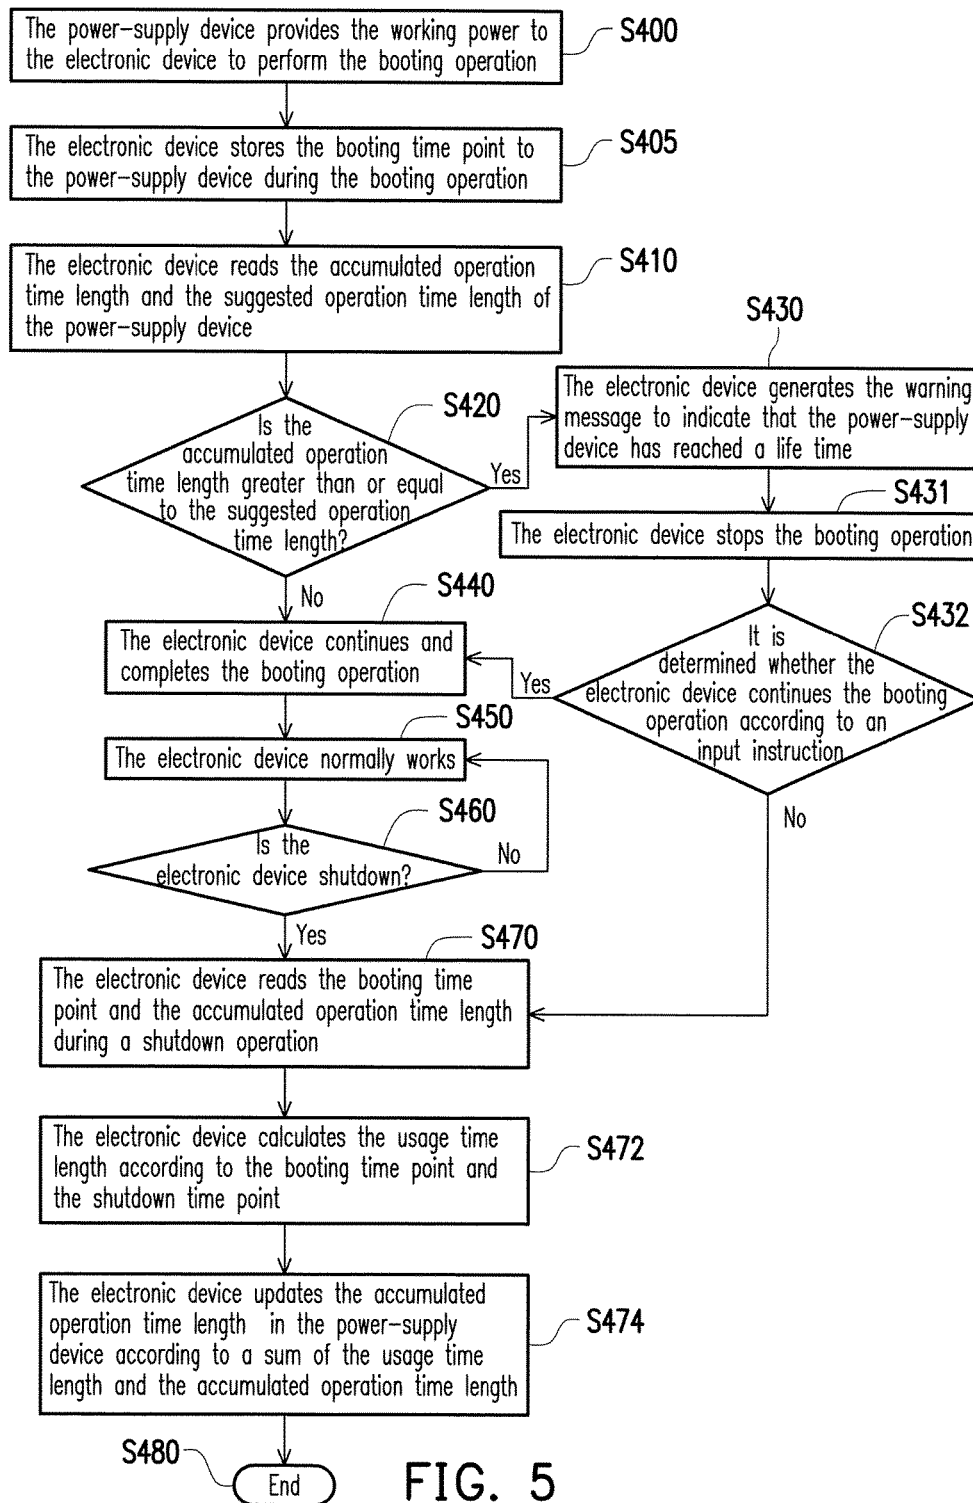 The power-supply device provides the working power to
the electronic device to perform the booting operation
S400
The electronic device stores the booting time point to
the power-supply device during the booting operation
S405
The electronic device reads the accumulated operation
time length and the suggested operation time length of
the power-supply device
S410
S430
The electronic device generates the warning
message to indicate that the power-supply
device has reached a life time
S420
Is the
accumulated operation
time length greater than or equal
to the suggested operation
time length?
Yes
S431
The electronic device stops the booting operation
No
S440
The electronic device continues and
completes the booting operation
S432
It is
determined whether the
electronic device continues the booting
operation according to an
input instruction
Yes
No
S450
The electronic device normally works
S460
Is the
electronic device shutdown?
No
Yes
S470
The electronic device reads the booting time
point and the accumulated operation time length
during a shutdown operation
The electronic device calculates the usage time
length according to the booting time point and
the shutdown time point
S472
The electronic device updates the accumulated
operation time length in the power-supply
device according to a sum of the usage time
length and the accumulated operation time length
S474
S480
End
FIG. 5